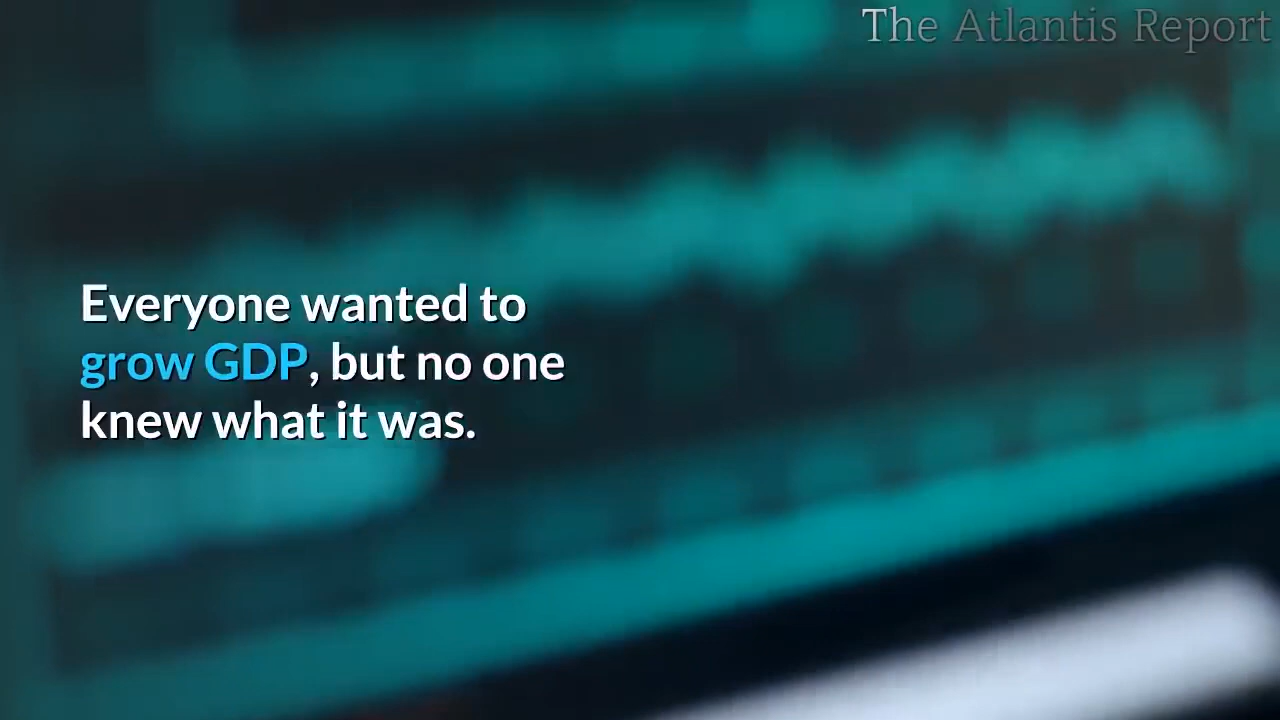 The Atlantis Report
Everyone wanted to
grow GDP, but no one
knew what it was.